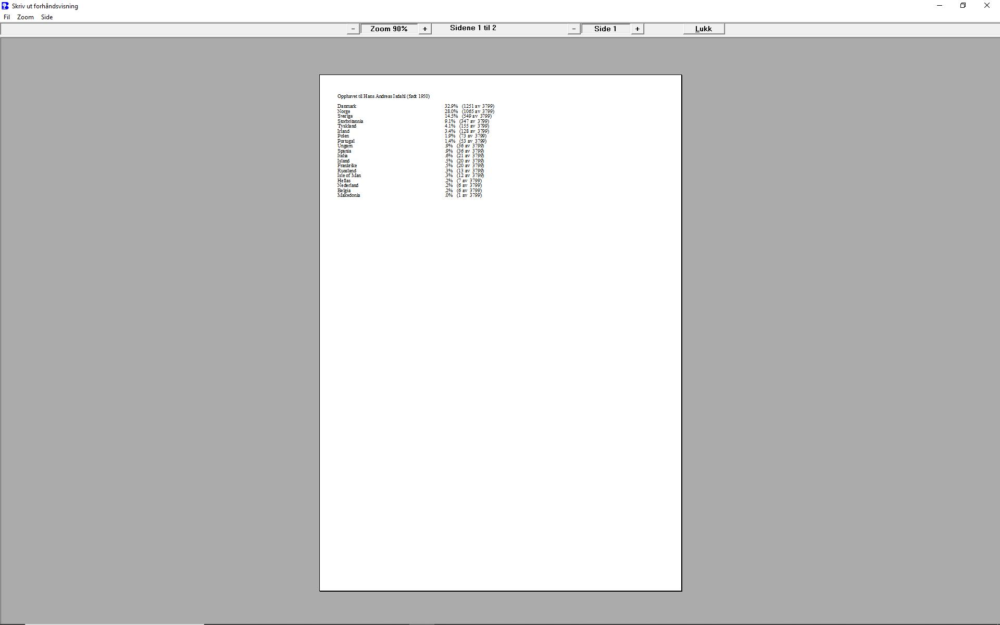 Skriv ut forhåndsvisning
Fil Zoom Side
- Zoom 90% + Sidene 1 til 2 - Side 1 + Lukk
Opphavet til Hans Andreas Isdahl (født 1950)
Danmark 32.9% (1251 av 3799)
Norge 28.0% (1065 av 3799)
Sverige 14.5% (549 av 3799)
Storbritannia 9.1% (347 av 3799)
Tyskland 4.1% (155 av 3799)
Irland 3.4% (128 av 3799)
Polen 1.9% (73 av 3799)
Portugal 1.4% (53 av 3799)
Ungarn .9% (36 av 3799)
Spania .9% (36 av 3799)
Italia .6% (21 av 3799)
Island .5% (20 av 3799)
Frankrike .5% (20 av 3799)
Russland .3% (13 av 3799)
Isle of Man .3% (12 av 3799)
Hellas .2% (7 av 3799)
Nederland .2% (6 av 3799)
Belgia .2% (6 av 3799)
Makedonia .0% (1 av 3799)